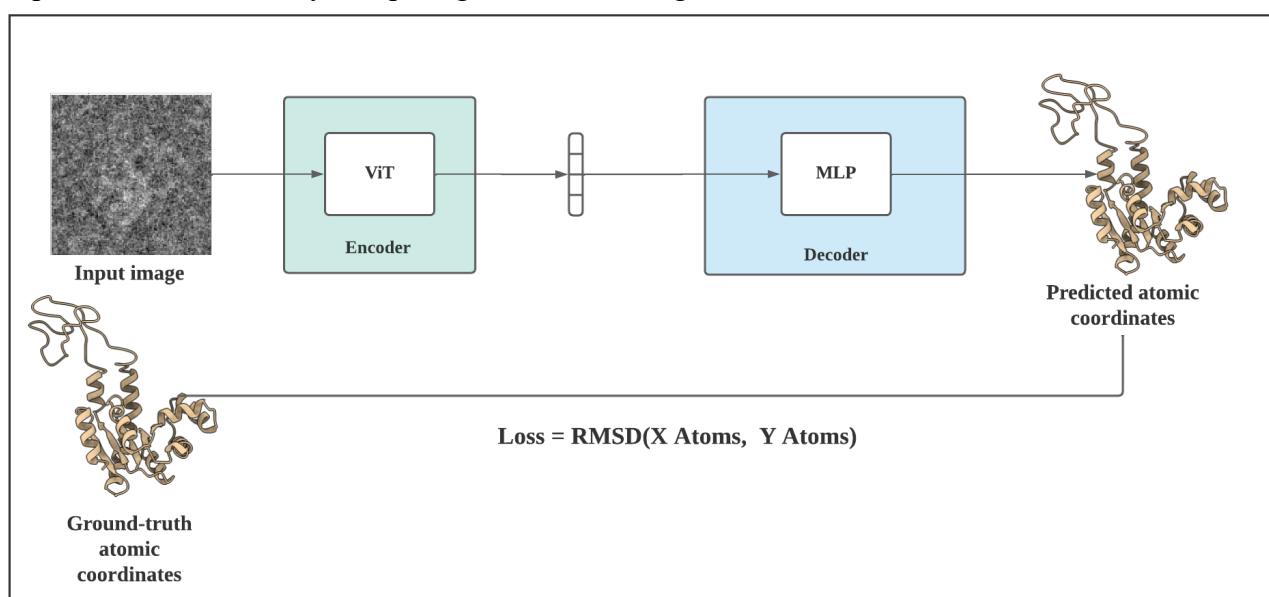 ViT
MLP
Encoder
Decoder
Input image
Predicted atomic
coordinates
Loss = RMSD(X Atoms,  Y Atoms)
Ground-truth
atomic
coordinates